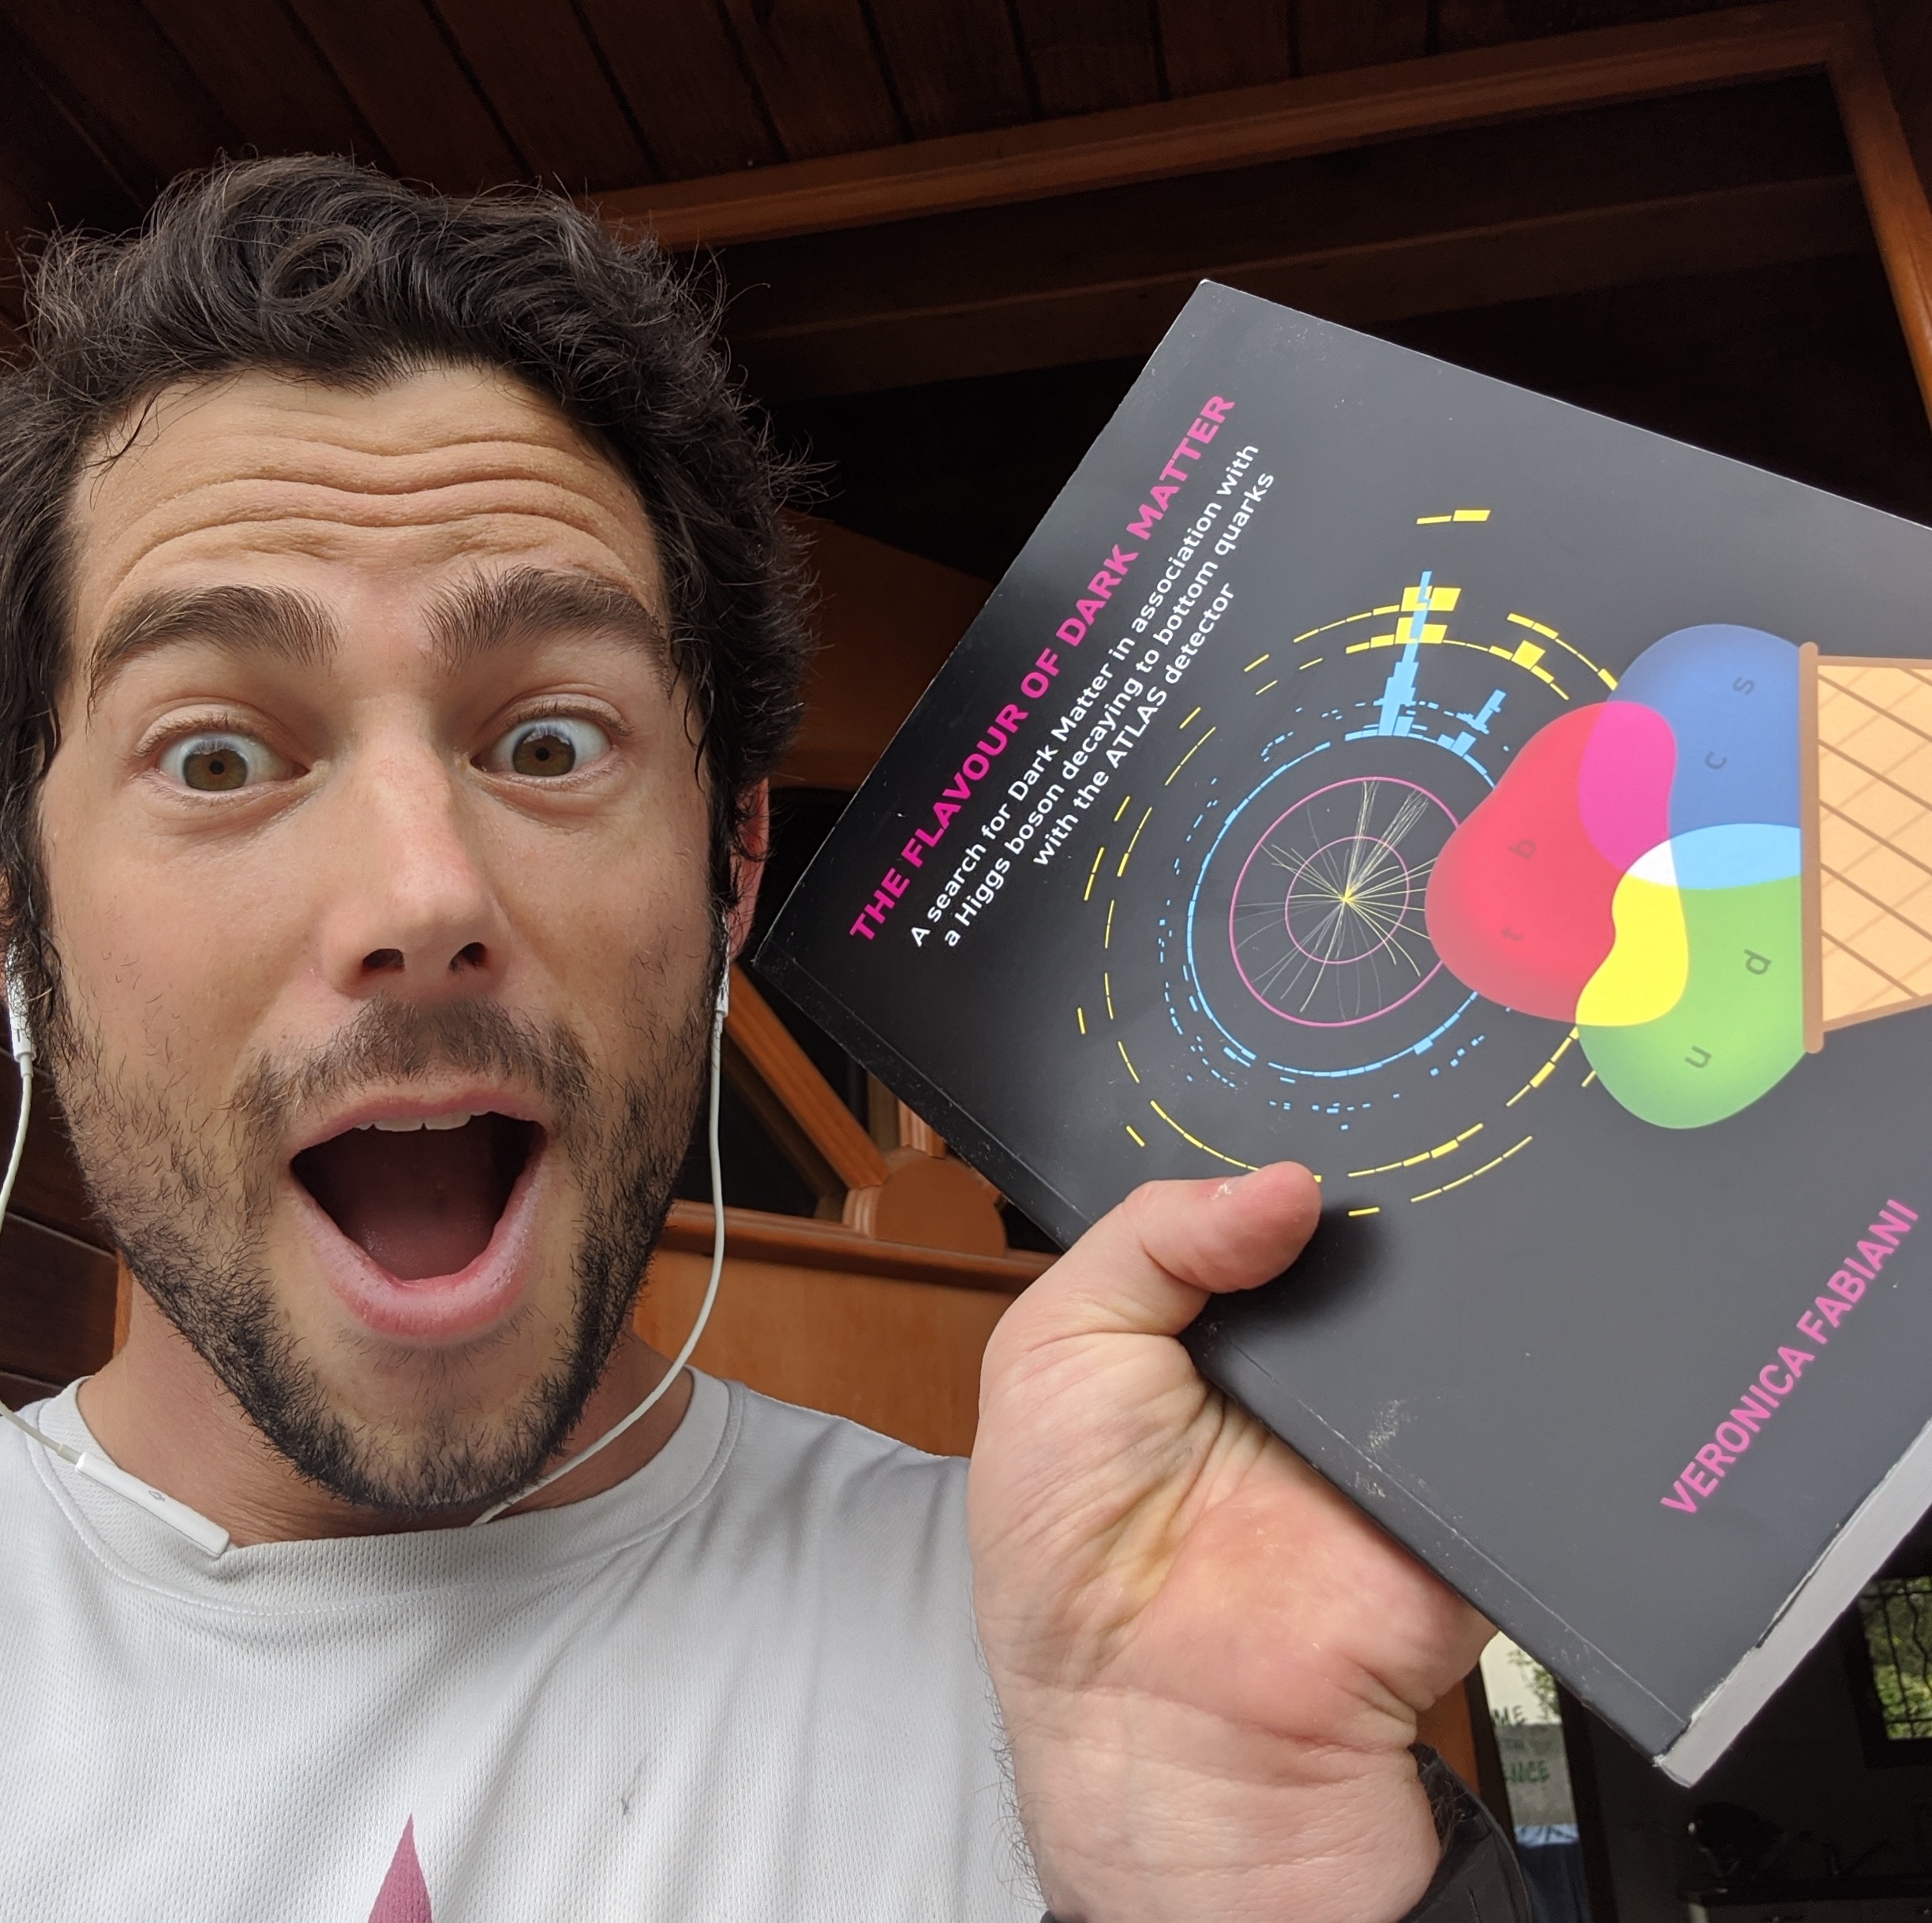 THE FLAVOUR OF DARK MATTER
A search for Dark Matter in association with
a Higgs boson decaying to bottom quarks
with the ATLAS detector
s
c
b
t
d
u
VERONICA FABIANI